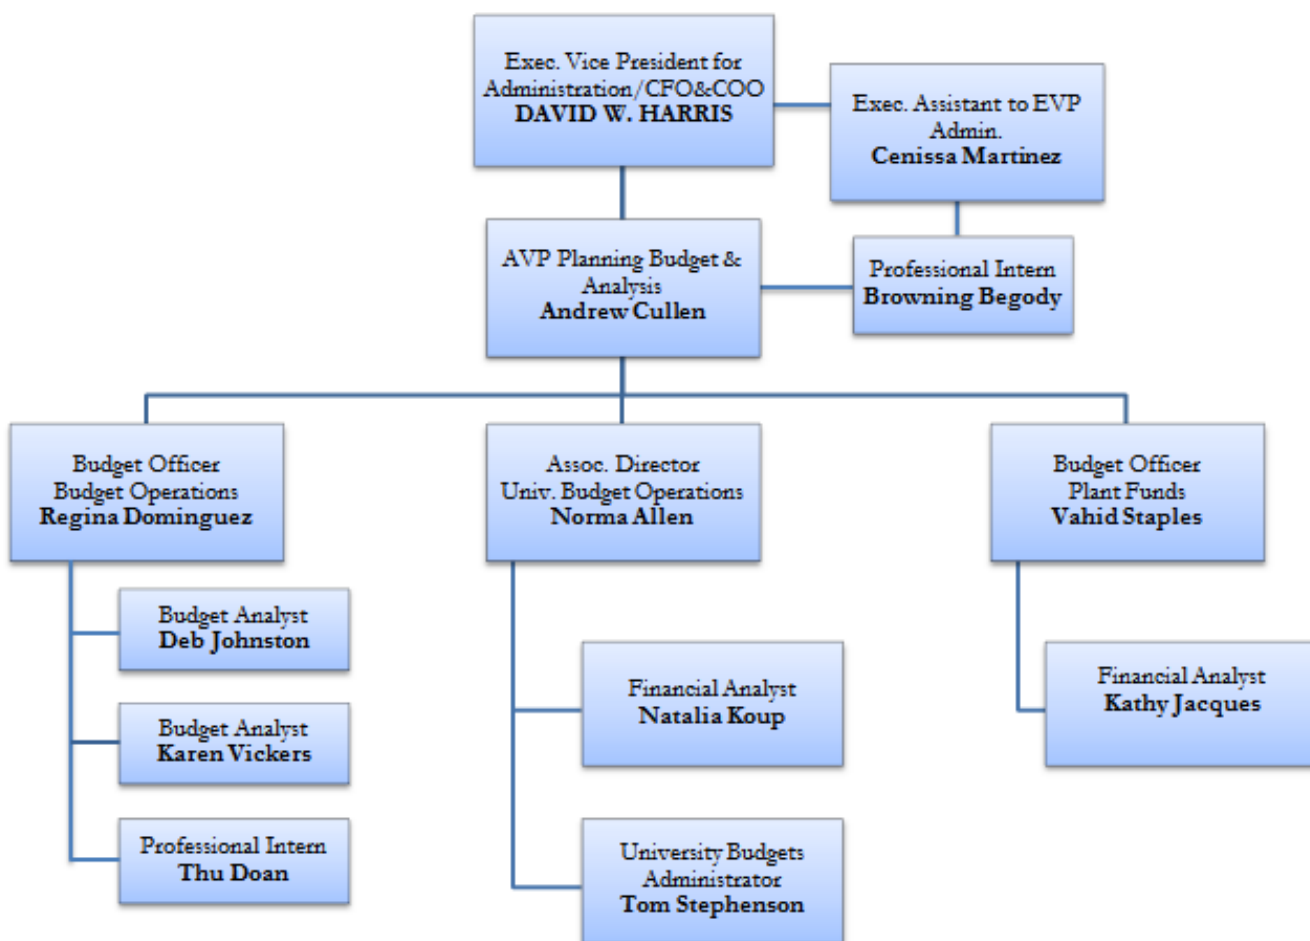 Exec. Vice President for
Administration/CFO&COO
DAVID W. HARRIS
Exec. Assistant to EVP
Admin.
Cenissa Martinez
AVP Planning Budget &
Analysis
Andrew Cullen
Professional Intern
Browning Begody
Budget Officer
Budget Operations
Regina Dominguez
Assoc. Director
Univ. Budget Operations
Norma Allen
Budget Officer
Plant Funds
Vahid Staples
Budget Analyst
Deb Johnston
Budget Analyst
Karen Vickers
Professional Intern
Thu Doan
Financial Analyst
Natalia Koup
University Budgets
Administrator
Tom Stephenson
Financial Analyst
Kathy Jacques